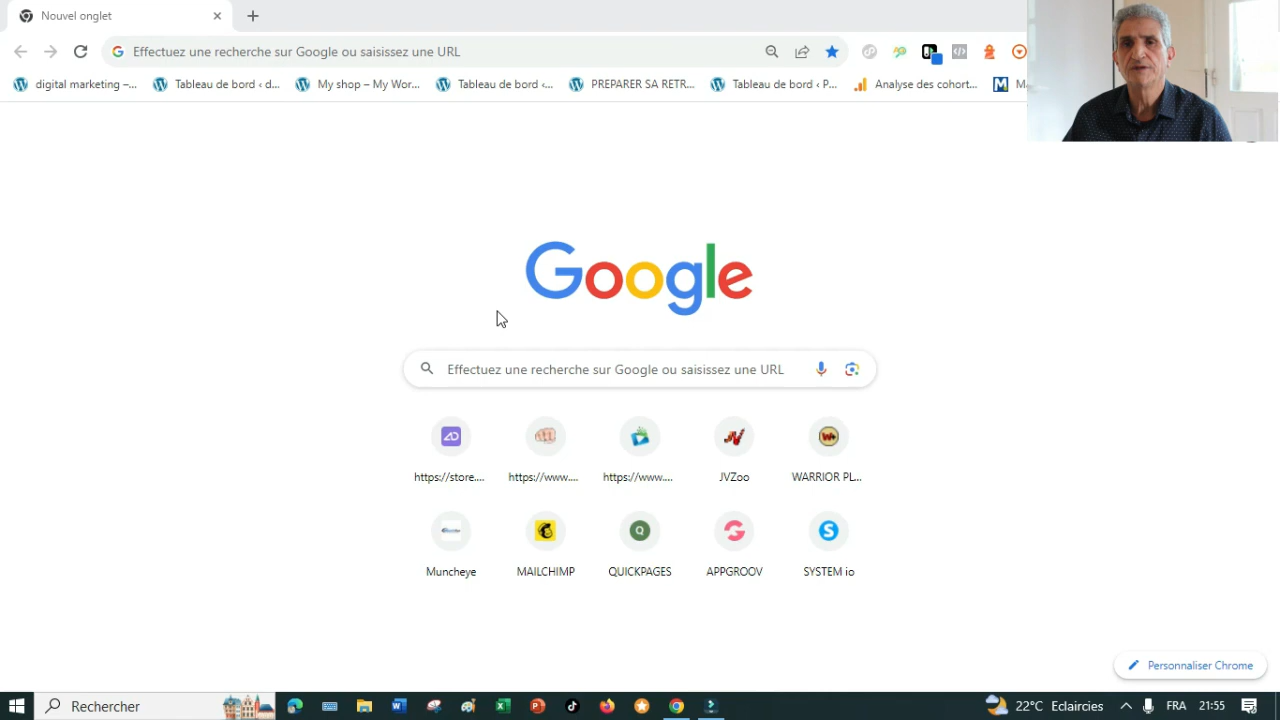 Nouvel onglet
Effectuez une recherche sur Google ou saisissez une URL
digital marketing –... Tableau de bord ‹ d... My shop – My Wor... Tableau de bord ‹... PREPARER SA RETR... Tableau de bord ‹ P... Analyse des cohort... M
Google
Effectuez une recherche sur Google ou saisissez une URL
https://store.... https://www.... https://www.... JVZoo WARRIOR PL...
Muncheye MAILCHIMP QUICKPAGES APPGROOV SYSTEM io
Personnaliser Chrome
Rechercher 22°C Eclaircies FRA 21:55